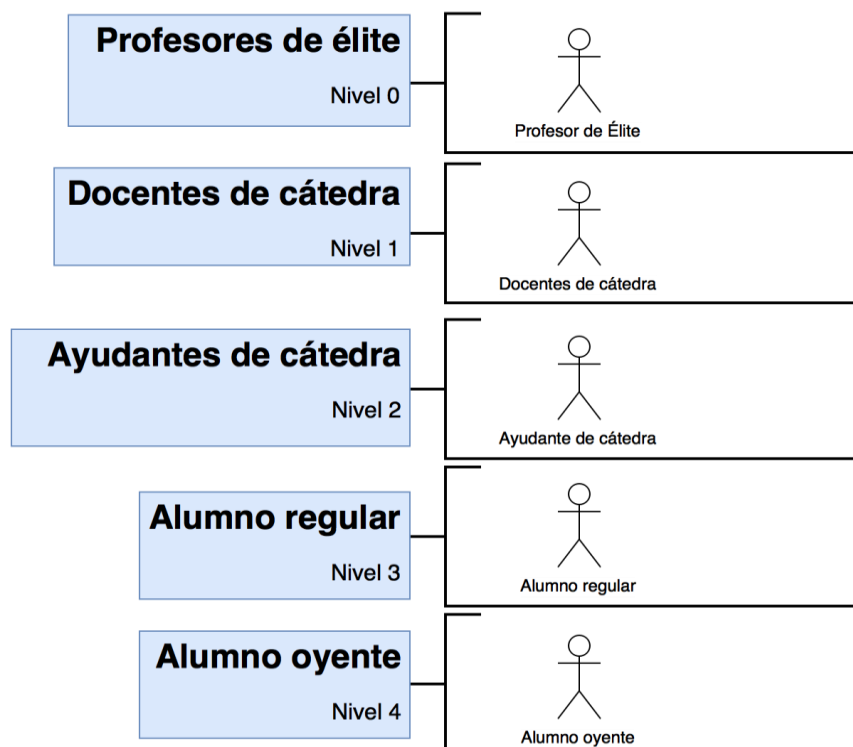 Profesores de élite
Nivel 0
Profesor de Élite
Docentes de cátedra
Nivel 1
Docentes de cátedra
Ayudantes de cátedra
Nivel 2
Ayudante de cátedra
Alumno regular
Nivel 3
Alumno regular
Alumno oyente
Nivel 4
Alumno oyente